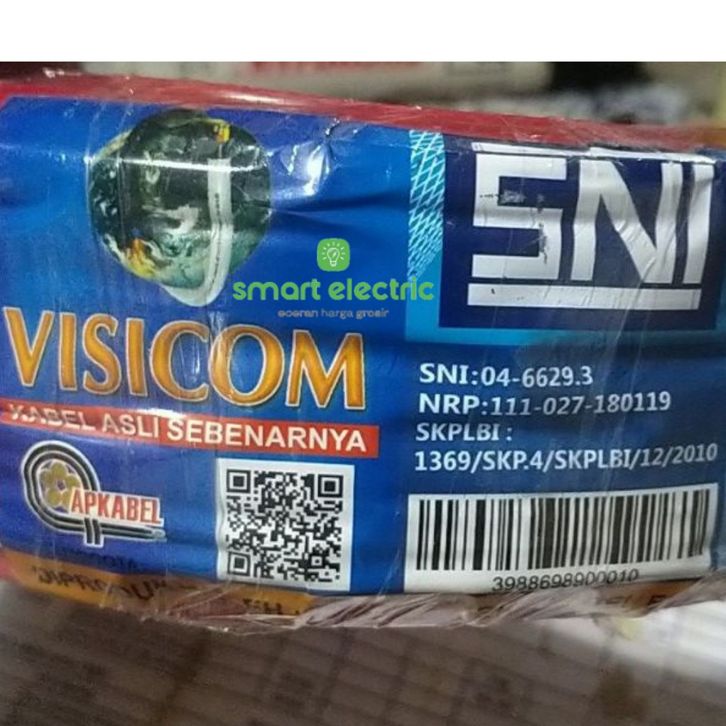 SNI
smart electric
eceran harga grosir
VISICOM
KABEL ASLI SEBENARNYA
SNI:04-6629.3
NRP:111-027-180119
SKPLBI :
1369/SKP.4/SKPLBI/12/2010
APKABEL
3988698900010